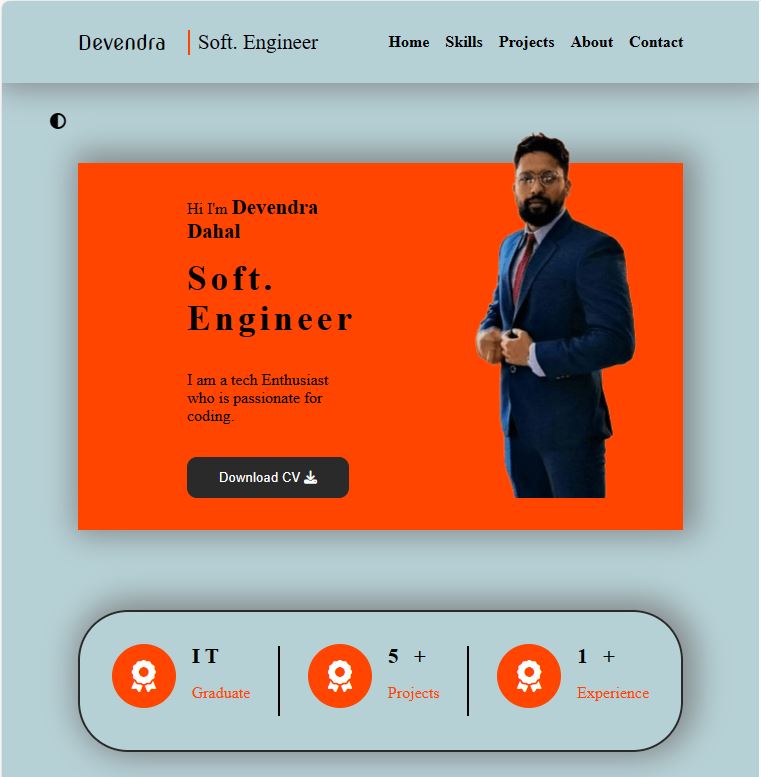 Devendra Soft. Engineer Home Skills Projects About Contact
Hi I'm Devendra
Dahal
Soft.
Engineer
I am a tech Enthusiast
who is passionate for
coding.
Download CV
IT
Graduate
5 +
Projects
1 +
Experience